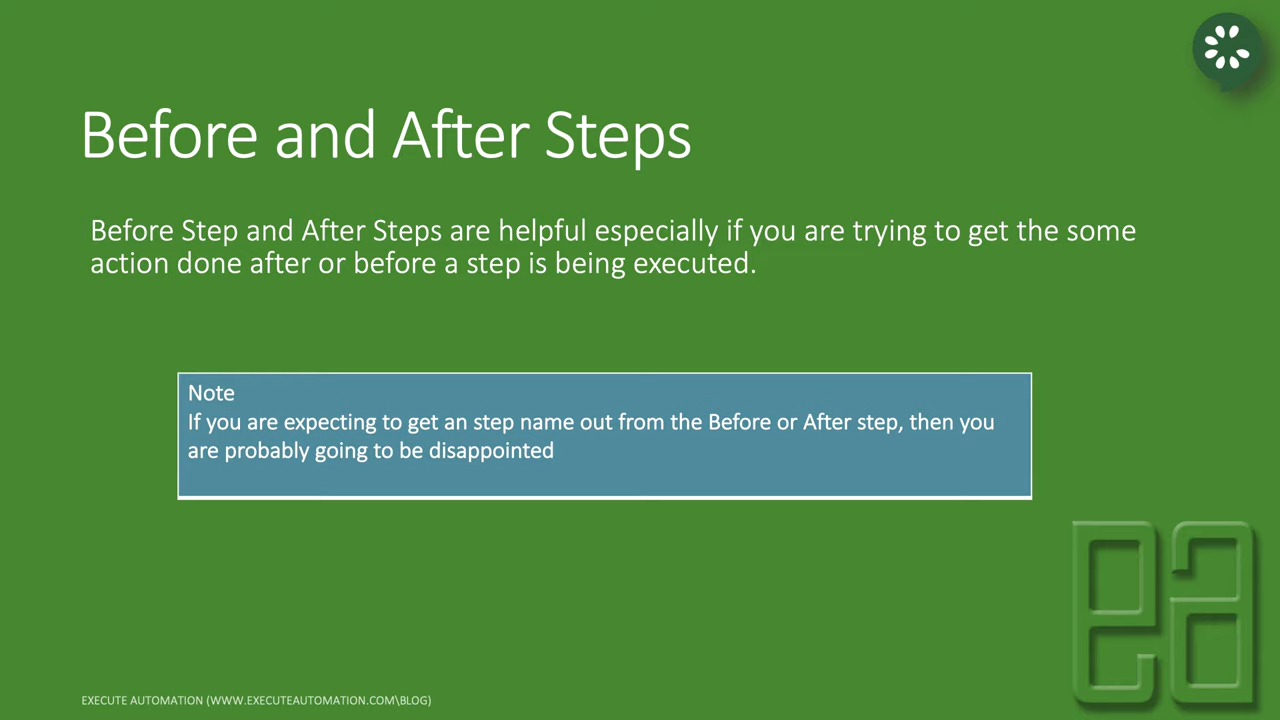 Before and After Steps
Before Step and After Steps are helpful especially if you are trying to get the some
action done after or before a step is being executed.
Note
If you are expecting to get an step name out from the Before or After step, then you
are probably going to be disappointed
ea
EXECUTE AUTOMATION (WWW.EXECUTEAUTOMATION.COM\BLOG)